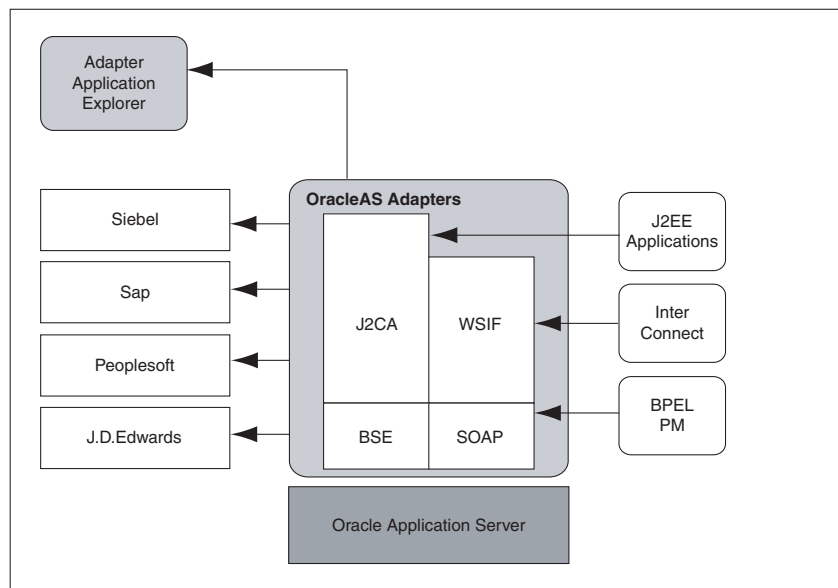 Adapter
Application
Explorer
OracleAS Adapters
Siebel
Sap
Peoplesoft
J.D.Edwards
J2CA
WSIF
BSE
SOAP
J2EE
Applications
Inter
Connect
BPEL
PM
Oracle Application Server